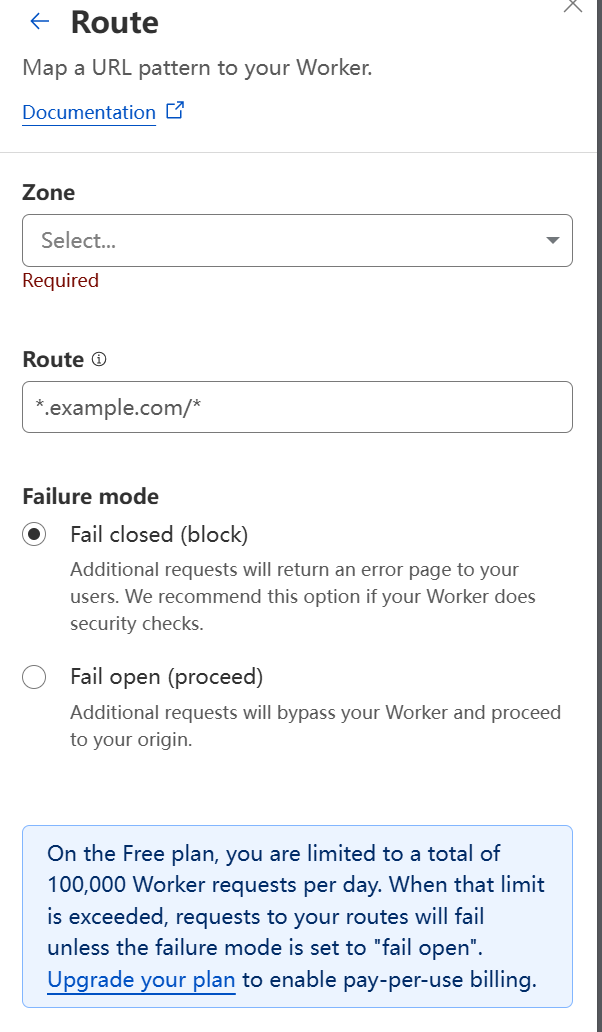 Route
Map a URL pattern to your Worker.
Documentation
Zone
Select...
Required
Route
*.example.com/*
Failure mode
Fail closed (block)
Additional requests will return an error page to your
users. We recommend this option if your Worker does
security checks.
Fail open (proceed)
Additional requests will bypass your Worker and proceed
to your origin.
On the Free plan, you are limited to a total of
100,000 Worker requests per day. When that limit
is exceeded, requests to your routes will fail
unless the failure mode is set to "fail open".
Upgrade your plan to enable pay-per-use billing.